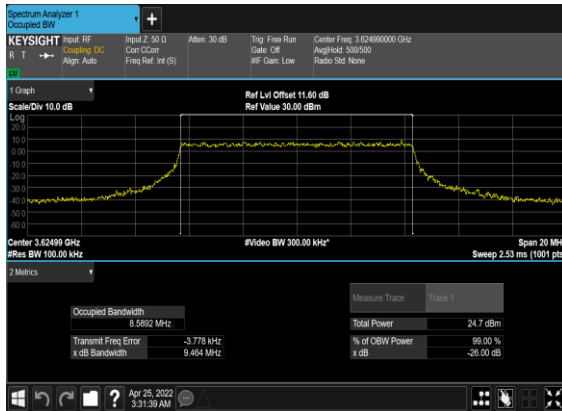 Spectrum Analyzer 1
Occupied BW
+
KEYSIGHT
R T
LXI
Input: RF
Coupling: DC
Align: Auto
Input Z: 50 Ω
Corr CCorr
Freq Ref: Int (S)
Atten: 30 dB
Trig: Free Run
Gate: Off
#IF Gain: Low
Center Freq: 3.624990000 GHz
Avg|Hold: 500/500
Radio Std: None
1 Graph
Scale/Div 10.0 dB
Ref Lvl Offset 11.60 dB
Ref Value 30.00 dBm
Log
20.0
10.0
0.00
-10.0
-20.0
-30.0
-40.0
-50.0
-60.0
Center 3.62499 GHz
#Res BW 100.00 kHz
#Video BW 300.00 kHz*
Span 20 MH
Sweep 2.53 ms (1001 pts
2 Metrics
Occupied Bandwidth
8.5892 MHz
Transmit Freq Error -3.778 kHz
x dB Bandwidth 9.464 MHz
Measure Trace Trace 1
Total Power 24.7 dBm
% of OBW Power 99.00 %
x dB -26.00 dB
?
Apr 25, 2022
3:31:39 AM